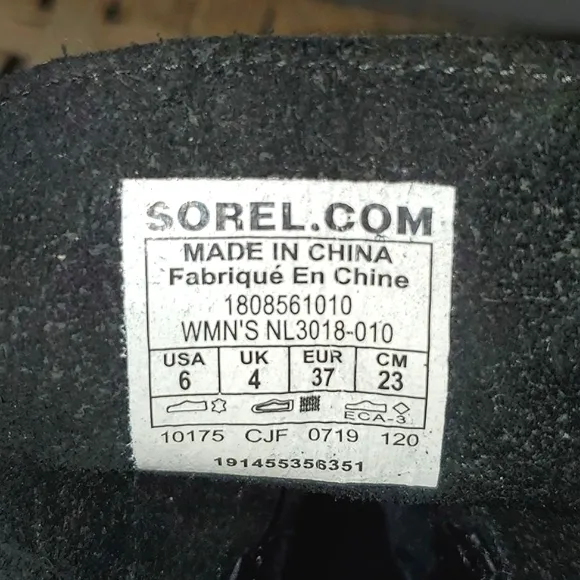 SOREL.COM
MADE IN CHINA
Fabriqué En Chine
1808561010
WMN'S NL3018-010
USA UK EUR CM
6 4 37 23
ECA-3
10175 CJF 0719 120
191455356351